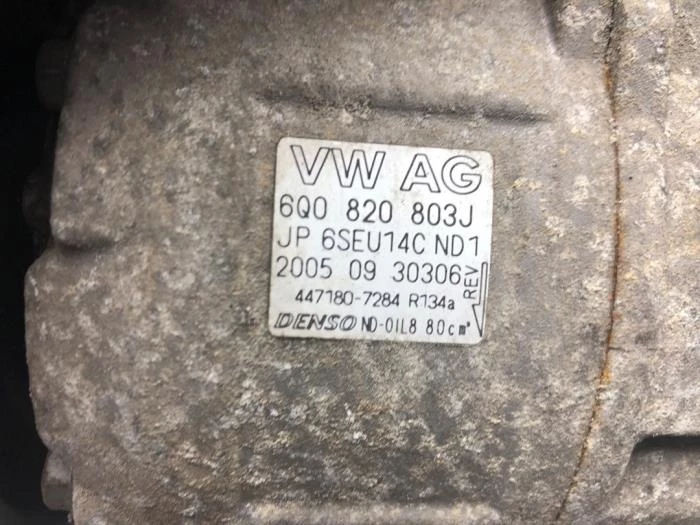 VW AG
6Q0 820 803J
JP 6SEU14C ND1
2005 09 30306
REV
447180-7284 R134a
DENSO ND-OIL8 80cm³